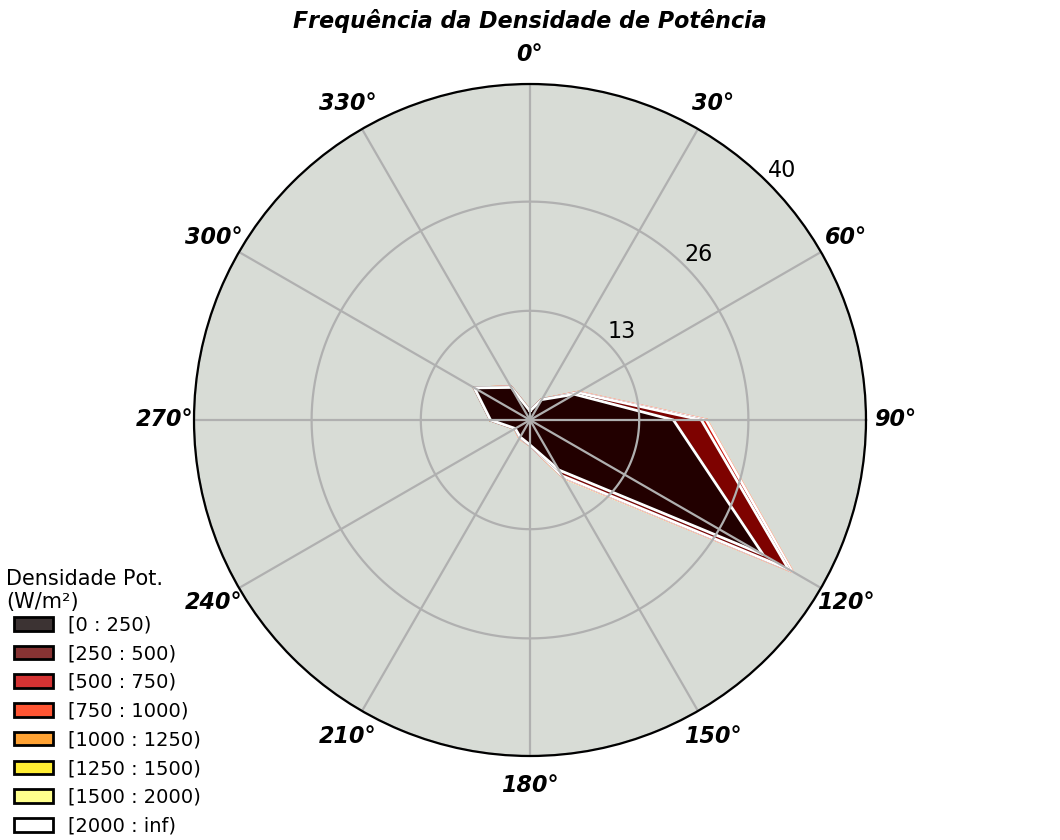 Frequência da Densidade de Potência
0°
330°
30°
40
300°
60°
26
13
270°
90°
240°
120°
210°
150°
180°
Densidade Pot.
(W/m²)
[0 : 250)
[250 : 500)
[500 : 750)
[750 : 1000)
[1000 : 1250)
[1250 : 1500)
[1500 : 2000)
[2000 : inf)